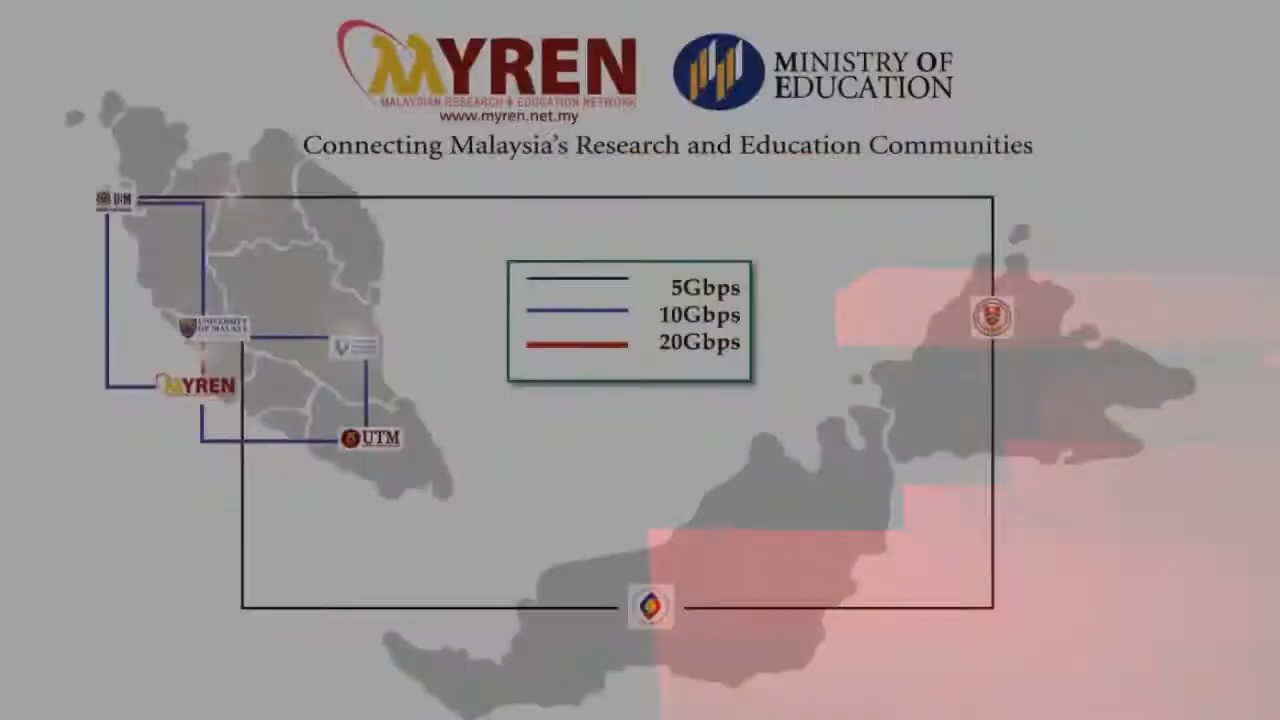 MYREN
MALAYSIAN RESEARCH & EDUCATION NETWORK
www.myren.net.my
MINISTRY OF
EDUCATION
Connecting Malaysia's Research and Education Communities
5Gbps
10Gbps
20Gbps
UNIVERSITY
OF MALAYA
MYREN
UTM